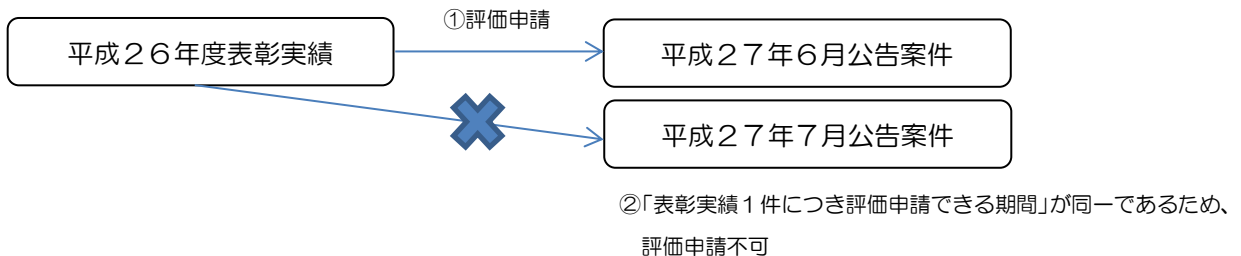 ①評価申請
平成２６年度表彰実績
平成２７年６月公告案件
平成２７年７月公告案件
②「表彰実績１件につき評価申請できる期間」が同一であるため、
評価申請不可